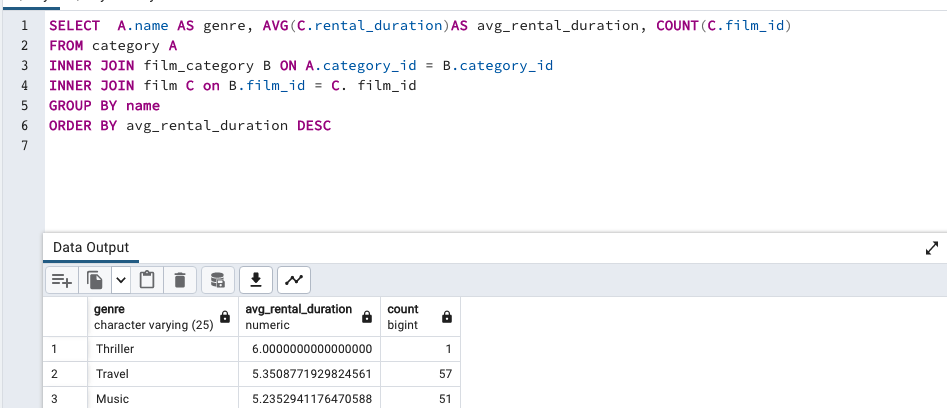 1 SELECT  A.name AS genre, AVG(C.rental_duration)AS avg_rental_duration, COUNT(C.film_id)
2 FROM category A
3 INNER JOIN film_category B ON A.category_id = B.category_id
4 INNER JOIN film C on B.film_id = C. film_id
5 GROUP BY name
6 ORDER BY avg_rental_duration DESC
7
Data Output
genre avg_rental_duration count
character varying (25) numeric bigint
1 Thriller 6.0000000000000000 1
2 Travel 5.3508771929824561 57
3 Music 5.2352941176470588 51